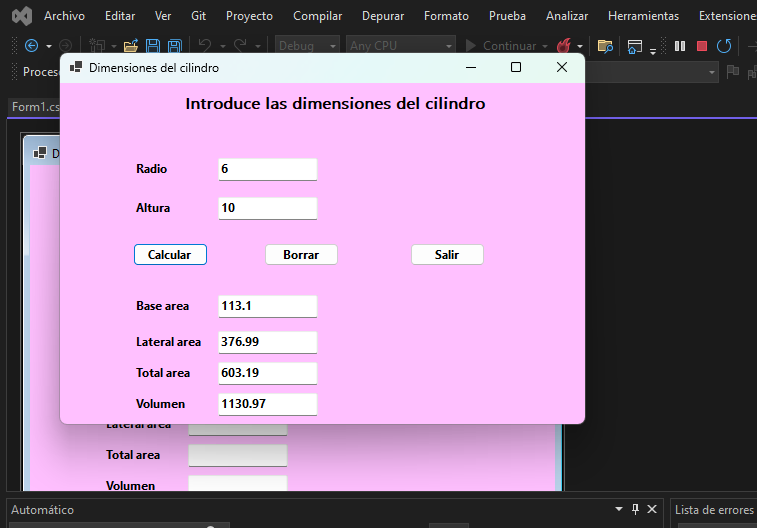 Archivo Editar Ver Git Proyecto Compilar Depurar Formato Prueba Analizar Herramientas Extensiones
Debug Any CPU Continuar
Proces
Dimensiones del cilindro
Form1.cs
Introduce las dimensiones del cilindro
D
Radio 6
Altura 10
Calcular Borrar Salir
Base area 113.1
Lateral area 376.99
Total area 603.19
Volumen 1130.97
Lateral area
Total area
Volumen
Automático
Lista de errores